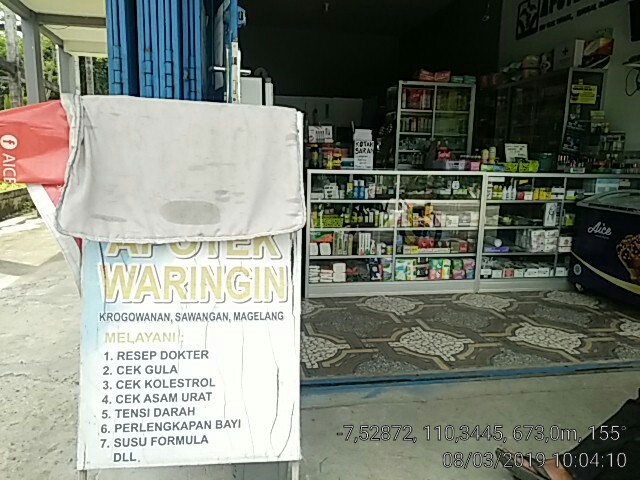 APOTEK
WARINGIN
KROGOWANAN, SAWANGAN, MAGELANG
MELAYANI :
1. RESEP DOKTER
2. CEK GULA
3. CEK KOLESTROL
4. CEK ASAM URAT
5. TENSI DARAH
6. PERLENGKAPAN BAYI
7. SUSU FORMULA
DLL.
AICE
KOTAK
SARAN
Aice
-7,52872, 110,3445, 673,0m, 155°
08/03/2019 10:04:10